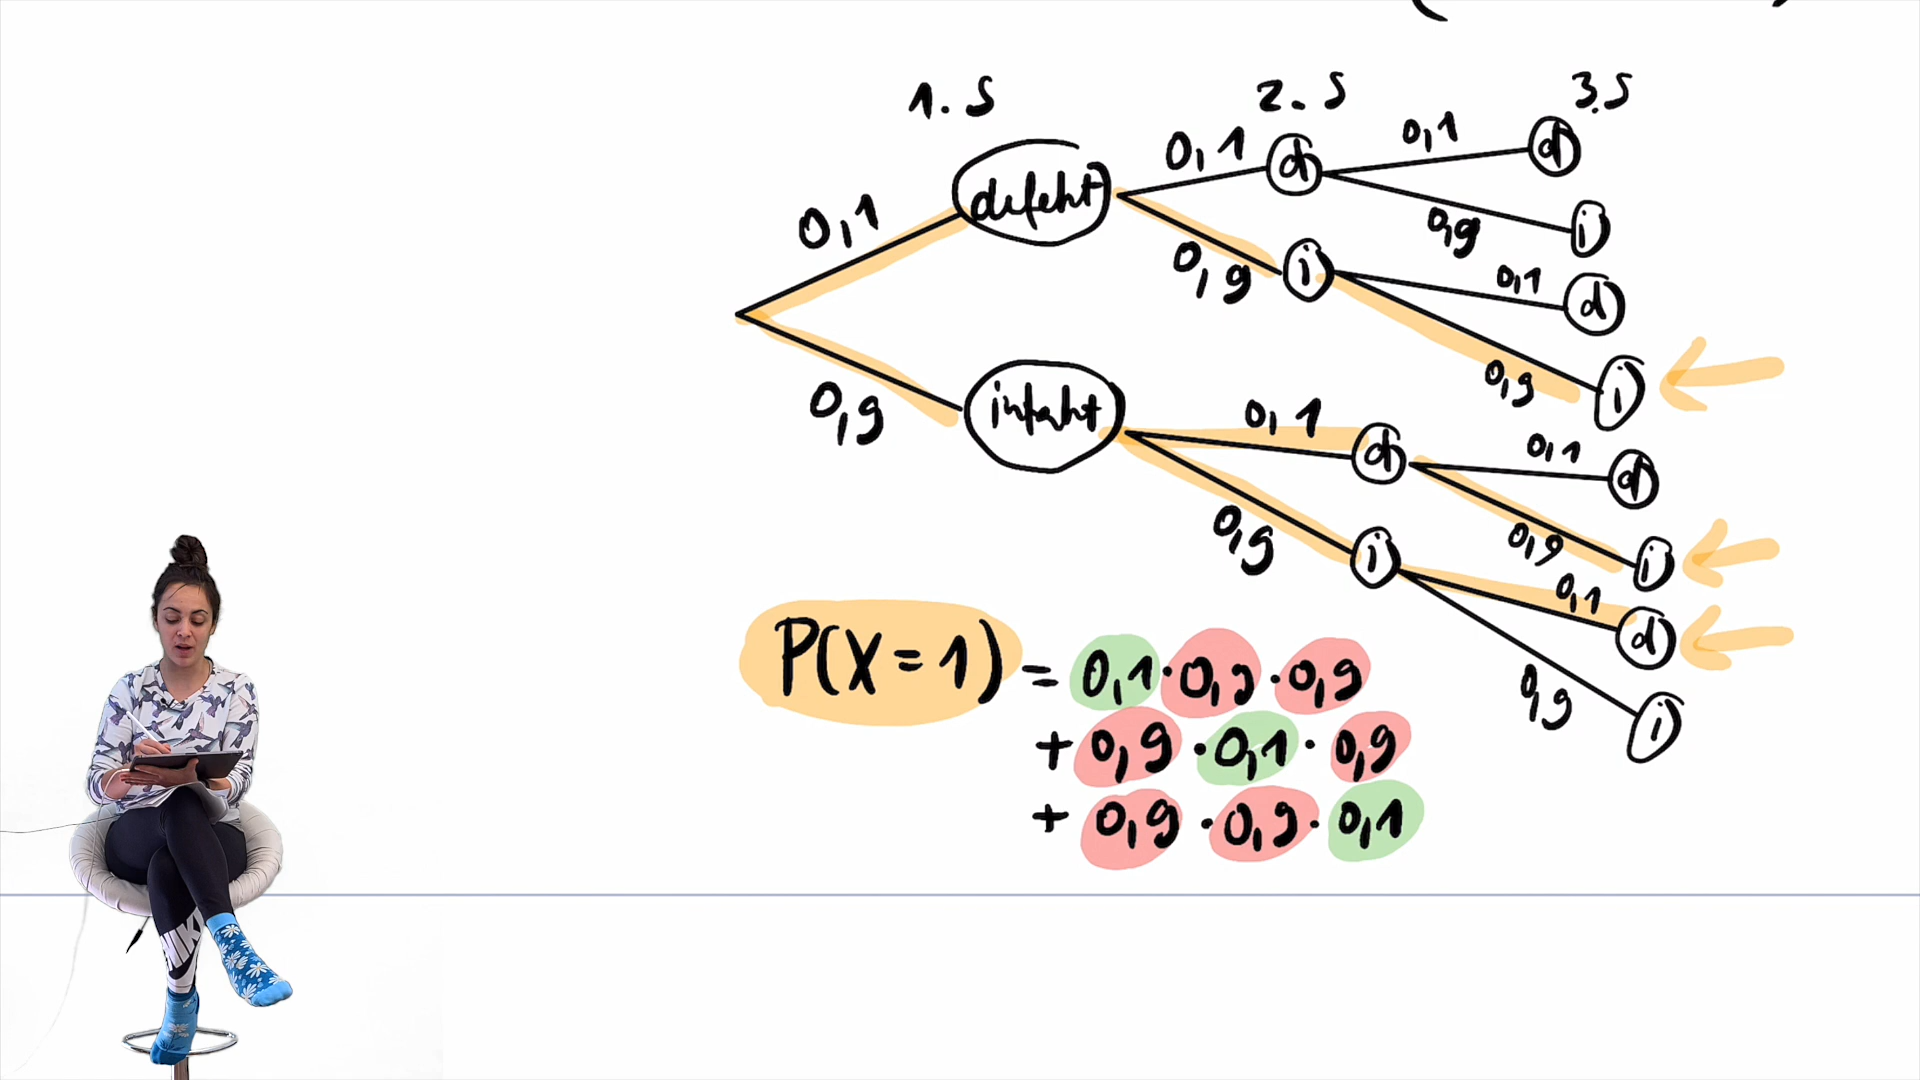 1. S 2. S 3. S
0,1 defekt 0,1 d 0,1 d
0,9 i
0,9 i 0,1 d
0,9 i
0,9 intakt 0,1 d 0,1 d
0,9 i
0,9 i 0,1 d
0,9 i
P(X = 1) = 0,1 · 0,9 · 0,9
+ 0,9 · 0,1 · 0,9
+ 0,9 · 0,9 · 0,1
NIKE